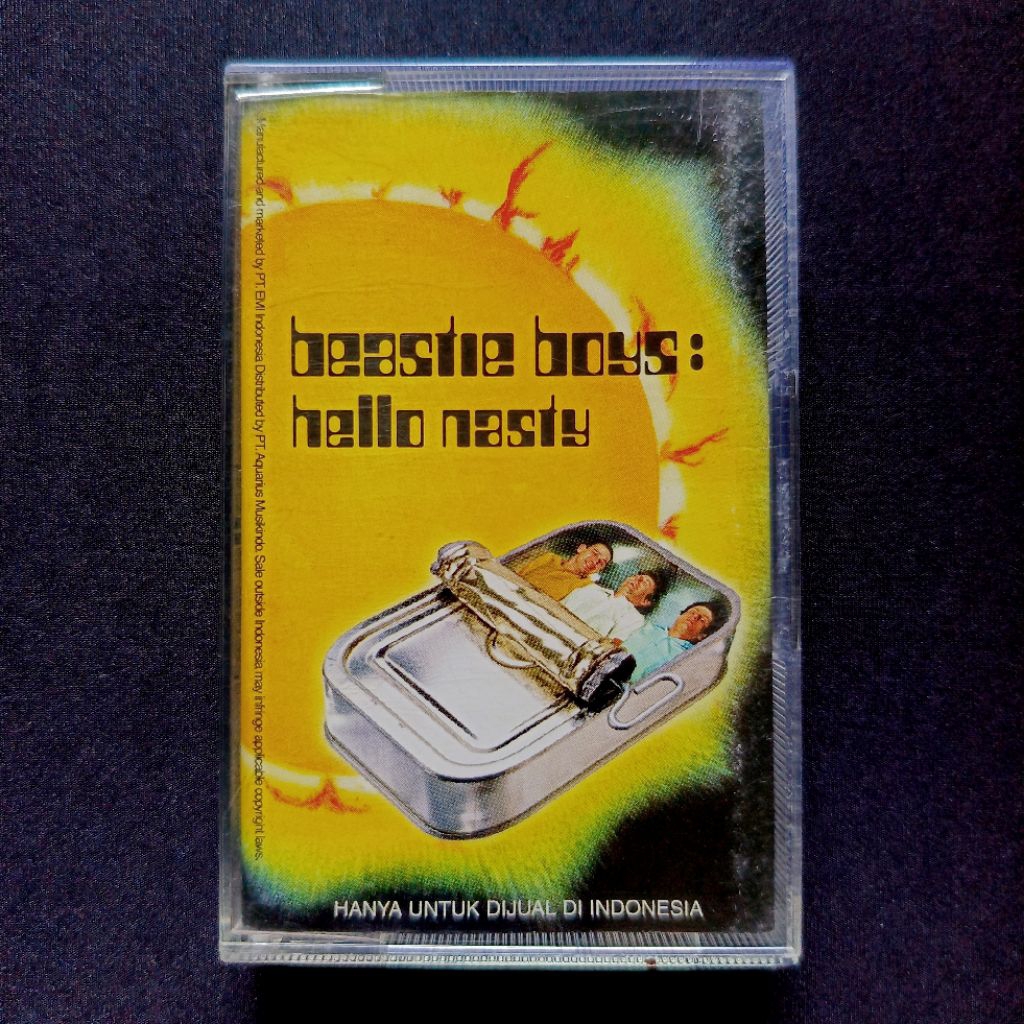 beastie boys:
hello nasty
Manufactured and marketed by PT. EMI Indonesia Distributed by PT. Aquarius Musikindo. Sale outside Indonesia may infringe applicable copyright laws.
HANYA UNTUK DIJUAL DI INDONESIA